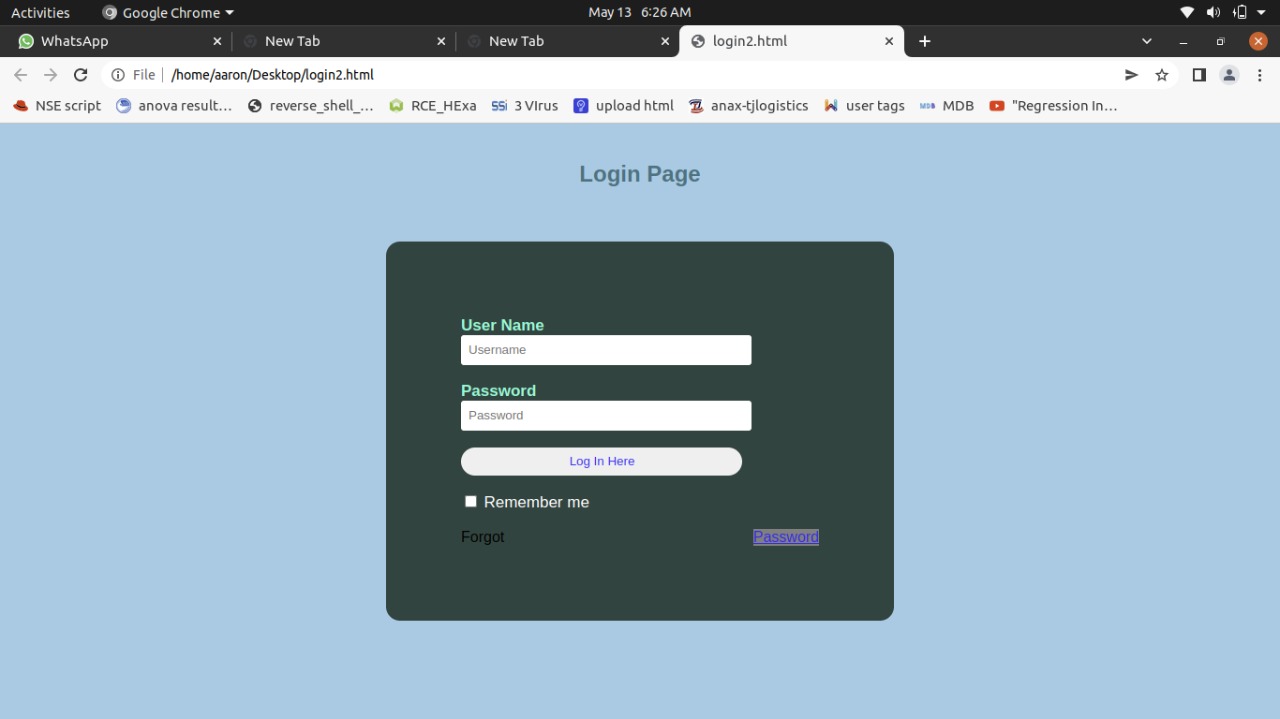 Activities Google Chrome May 13 6:26 AM
WhatsApp New Tab New Tab login2.html
File /home/aaron/Desktop/login2.html
NSE script anova result... reverse_shell_... RCE_HExa SSi 3 VIrus upload html anax-tjlogistics user tags MDB MDB "Regression In...
Login Page
User Name
Username
Password
Password
Log In Here
Remember me
Forgot Password